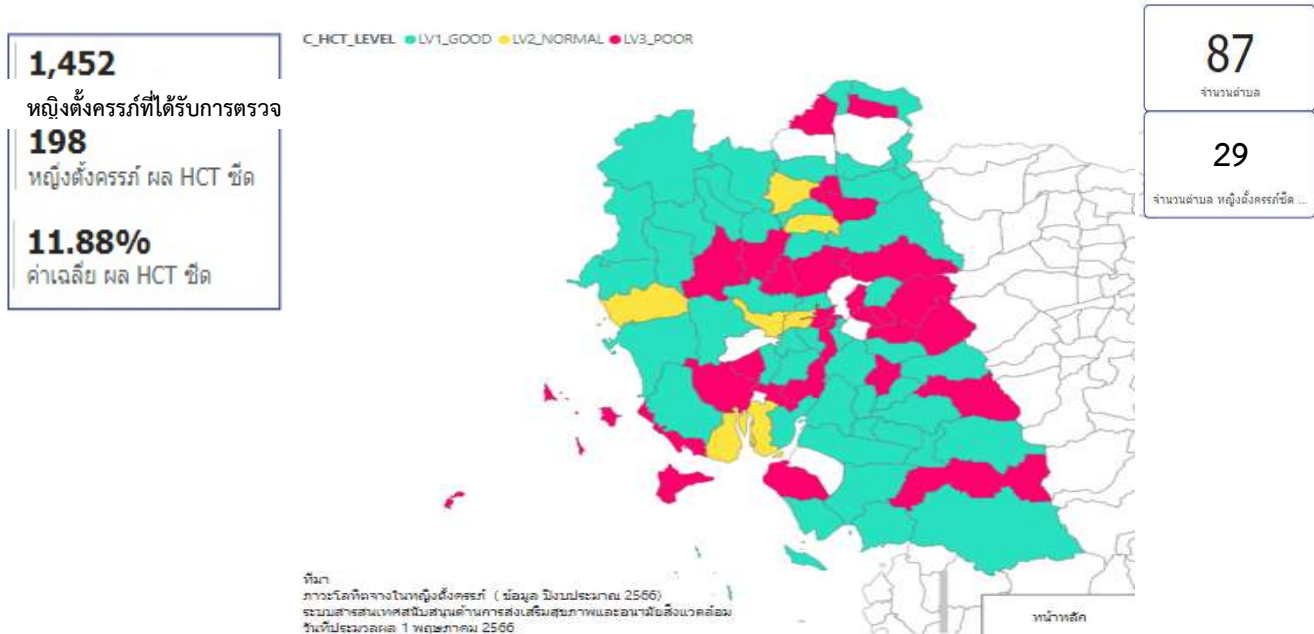 1,452
หญิงตั้งครรภ์ที่ได้รับการตรวจ
198
หญิงตั้งครรภ์ ผล HCT ซีด
11.88%
ค่าเฉลี่ย ผล HCT ซีด
C_HCT_LEVEL LV1_GOOD LV2_NORMAL LV3_POOR
87
จำนวนตำบล
29
จำนวนตำบล หญิงตั้งครรภ์ซีด ...
ที่มา
ภาวะโลหิตจางในหญิงตั้งครรภ์ ( ข้อมูล ปีงบประมาณ 2566)
ระบบสารสนเทศสนับสนุนด้านการส่งเสริมสุขภาพและอนามัยสิ่งแวดล้อม
วันที่ประมวลผล 1 พฤษภาคม 2566
หน้าหลัก